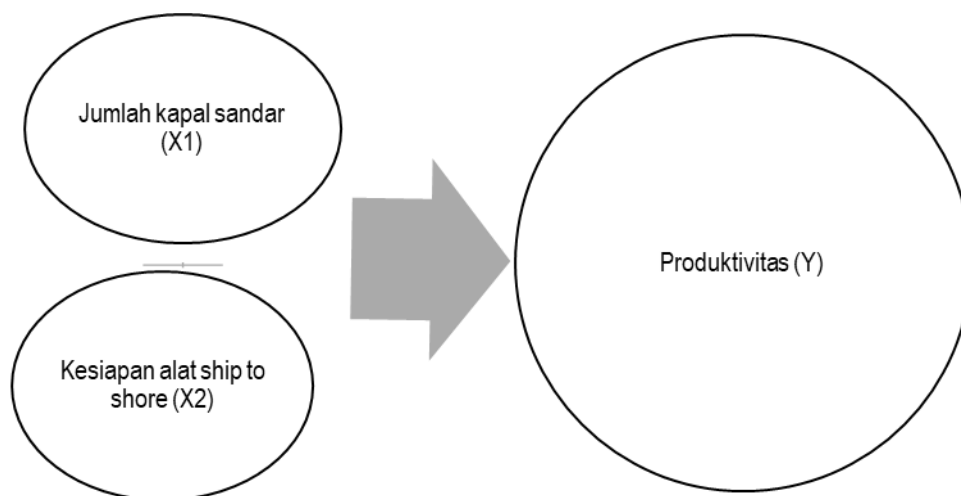 Jumlah kapal sandar
(X1)
Kesiapan alat ship to
shore (X2)
Produktivitas (Y)